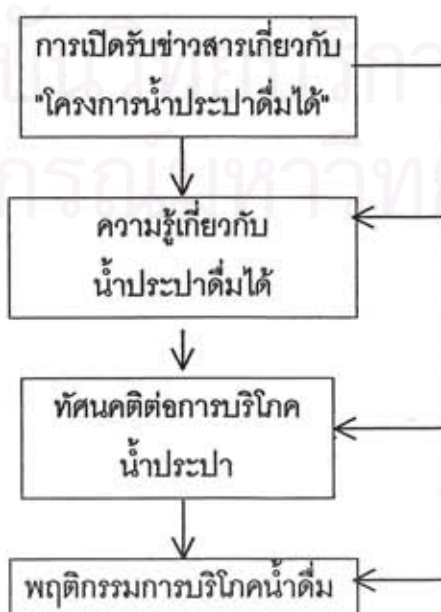 การเปิดรับข่าวสารเกี่ยวกับ
"โครงการน้ำประปาดื่มได้"
ความรู้เกี่ยวกับ
น้ำประปาดื่มได้
ทัศนคติต่อการบริโภค
น้ำประปา
พฤติกรรมการบริโภคน้ำดื่ม